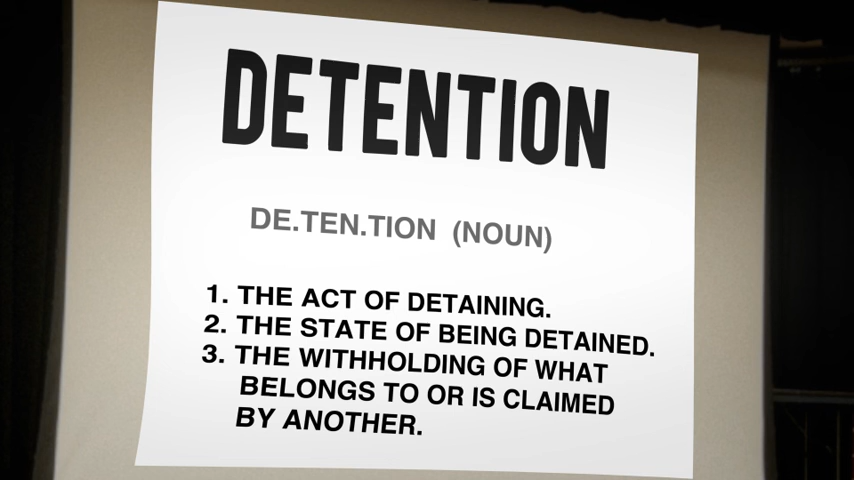 DETENTION
DE.TEN.TION (NOUN)
1. THE ACT OF DETAINING.
2. THE STATE OF BEING DETAINED.
3. THE WITHHOLDING OF WHAT
BELONGS TO OR IS CLAIMED
BY ANOTHER.